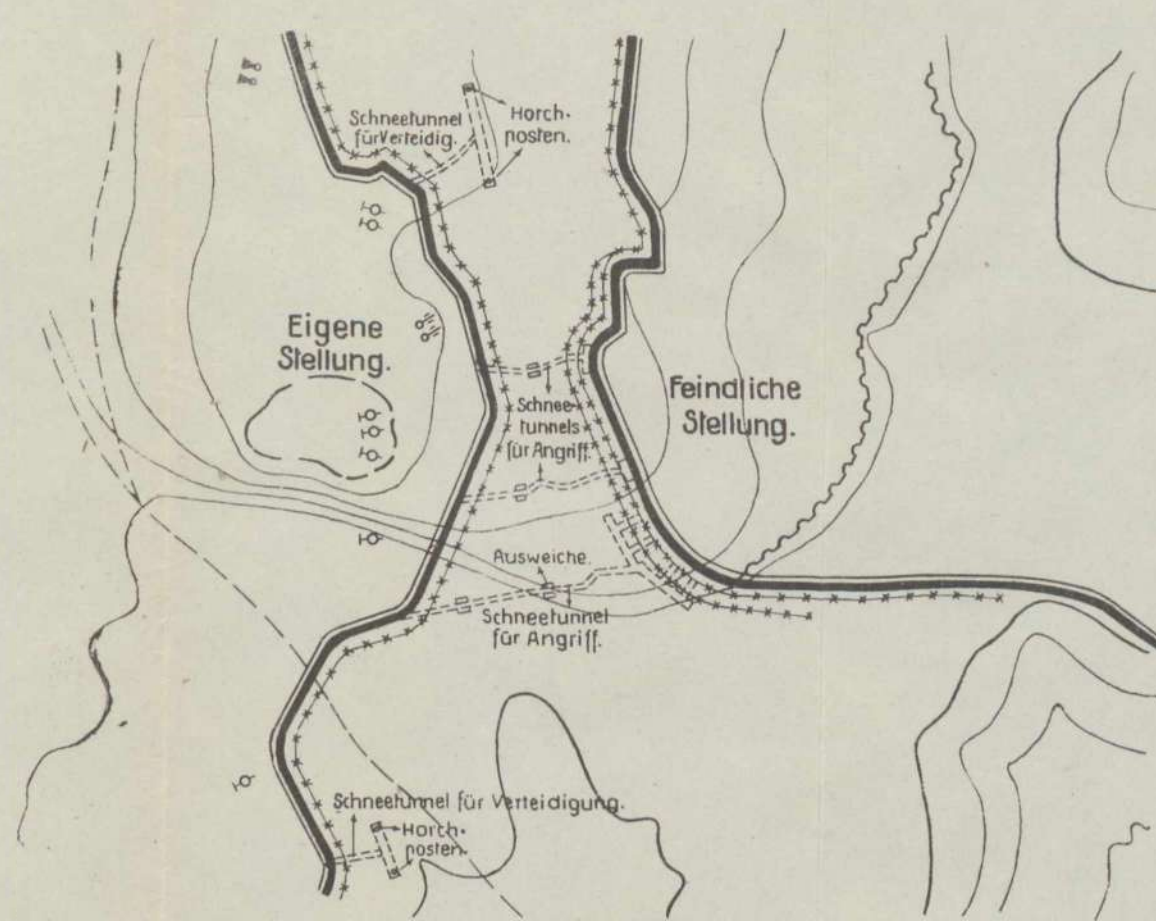 Schneetunnel
für Verteidig.
Horch-
posten.
Eigene
Stellung.
Feindliche
Stellung.
Schnee-
tunnels
für Angriff.
Ausweiche.
Schneetunnel
für Angriff.
Schneetunnel für Verteidigung.
Horch-
posten.